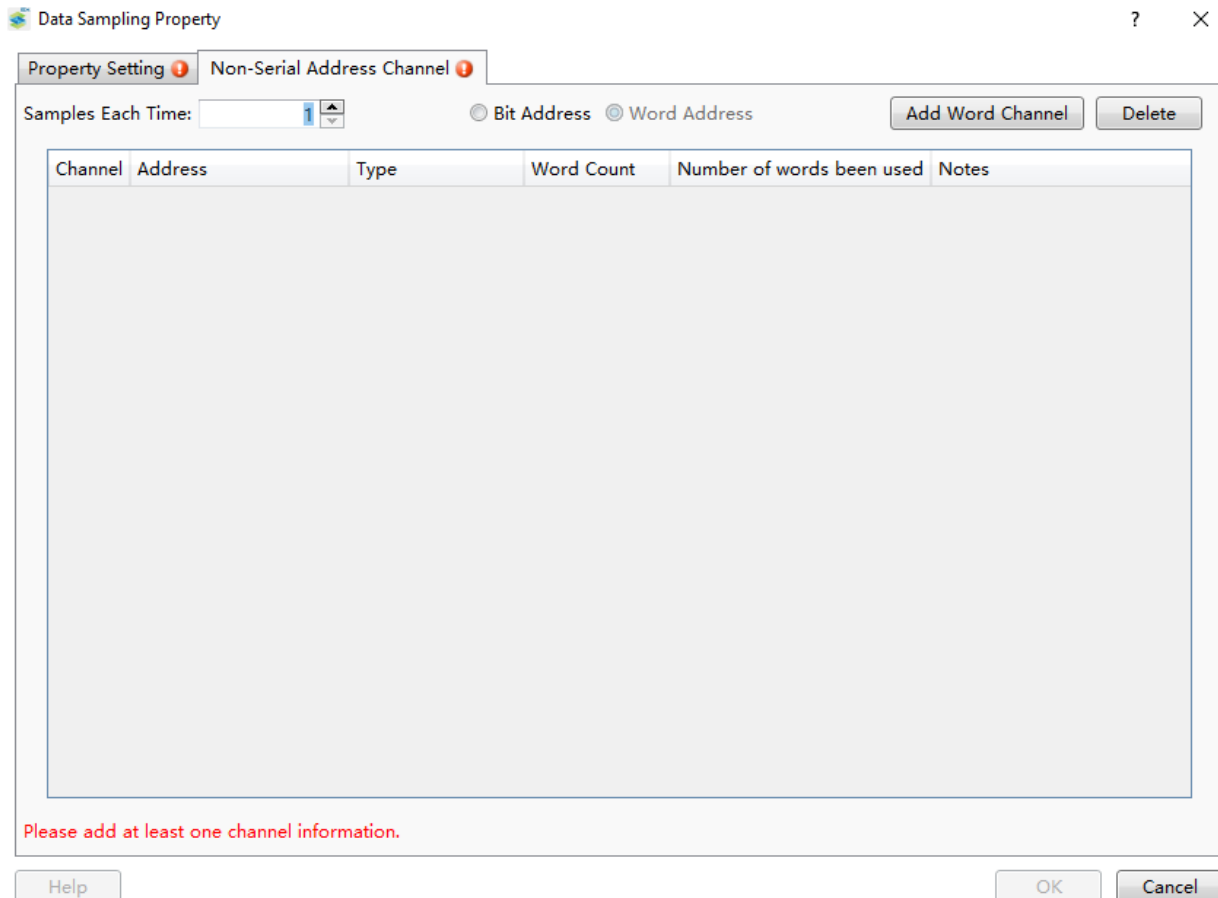 Data Sampling Property ?
Property Setting Non-Serial Address Channel
Samples Each Time: 1 Bit Address Word Address Add Word Channel Delete
Channel Address Type Word Count Number of words been used Notes
Please add at least one channel information.
Help OK Cancel